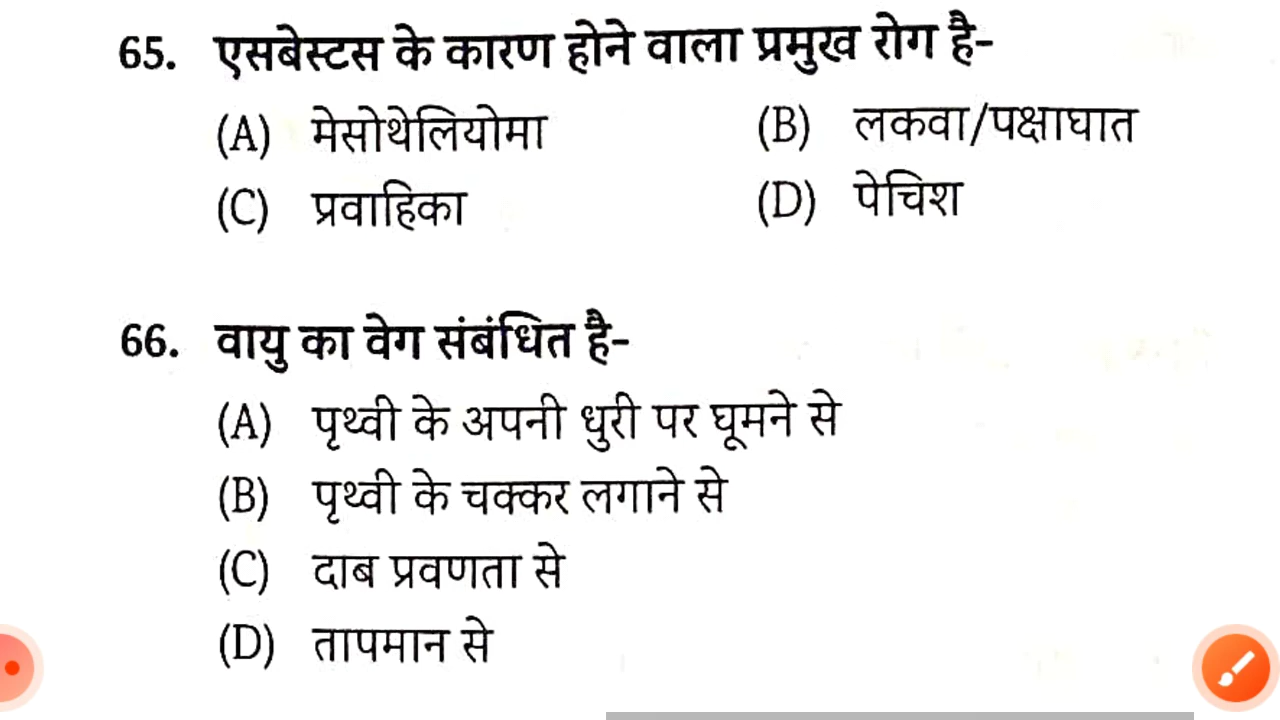 65. एसबेस्टस के कारण होने वाला प्रमुख रोग है-
(A) मेसोथेलियोमा (B) लकवा/पक्षाघात
(C) प्रवाहिका (D) पेचिश
66. वायु का वेग संबंधित है-
(A) पृथ्वी के अपनी धुरी पर घूमने से
(B) पृथ्वी के चक्कर लगाने से
(C) दाब प्रवणता से
(D) तापमान से